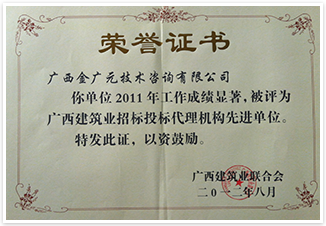 荣誉证书
广西金广元技术咨询有限公司
你单位2011年工作成绩显著，被评为
广西建筑业招标投标代理机构先进单位。
特发此证，以资鼓励。
广西建筑业联合会
二〇一二年八月